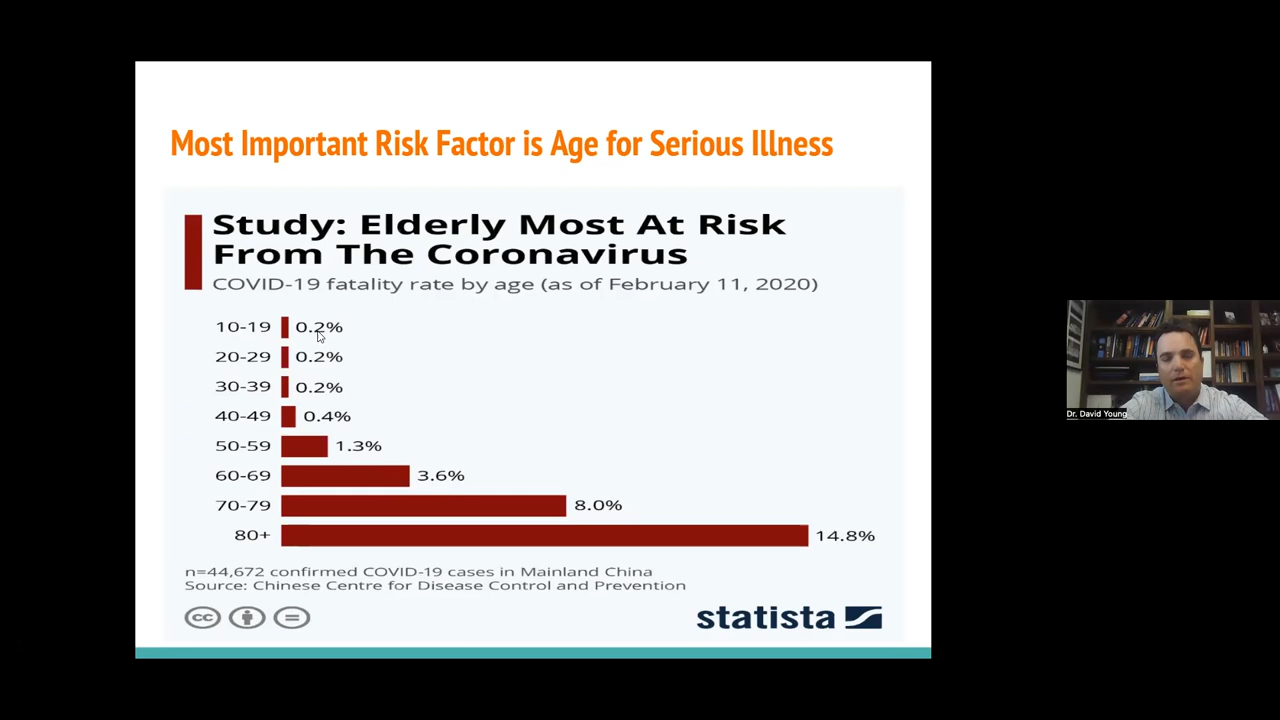 Most Important Risk Factor is Age for Serious Illness
Study: Elderly Most At Risk
From The Coronavirus
COVID-19 fatality rate by age (as of February 11, 2020)
10-19 0.2%
20-29 0.2%
30-39 0.2%
40-49 0.4%
50-59 1.3%
60-69 3.6%
70-79 8.0%
80+ 14.8%
n=44,672 confirmed COVID-19 cases in Mainland China
Source: Chinese Centre for Disease Control and Prevention
cc
statista
Dr. David Young